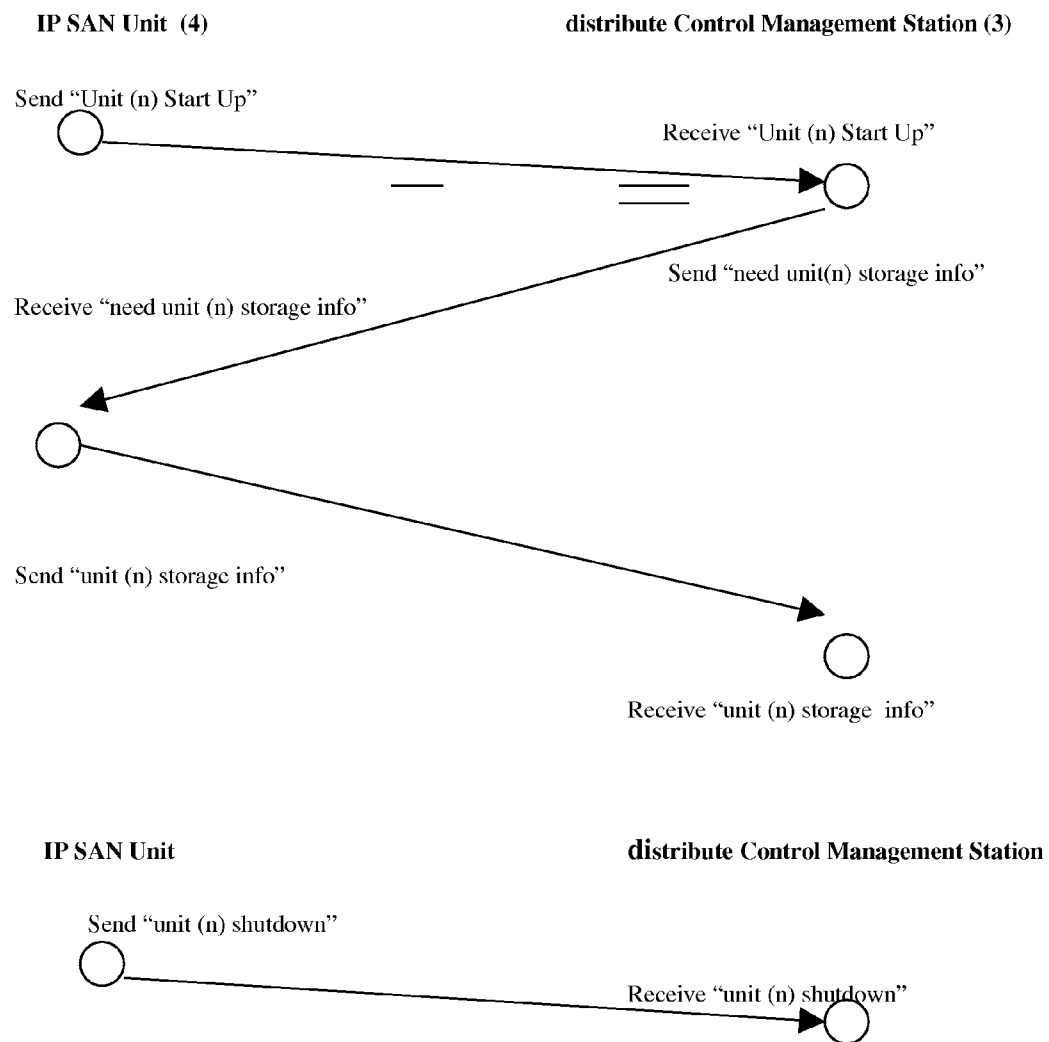 IP SAN Unit (4)
distribute Control Management Station (3)
Send “Unit (n) Start Up”
Receive “Unit (n) Start Up”
Send “need unit(n) storage info”
Receive “need unit (n) storage info”
Send “unit (n) storage info”
Receive “unit (n) storage info”
IP SAN Unit
distribute Control Management Station
Send “unit (n) shutdown”
Receive “unit (n) shutdown”